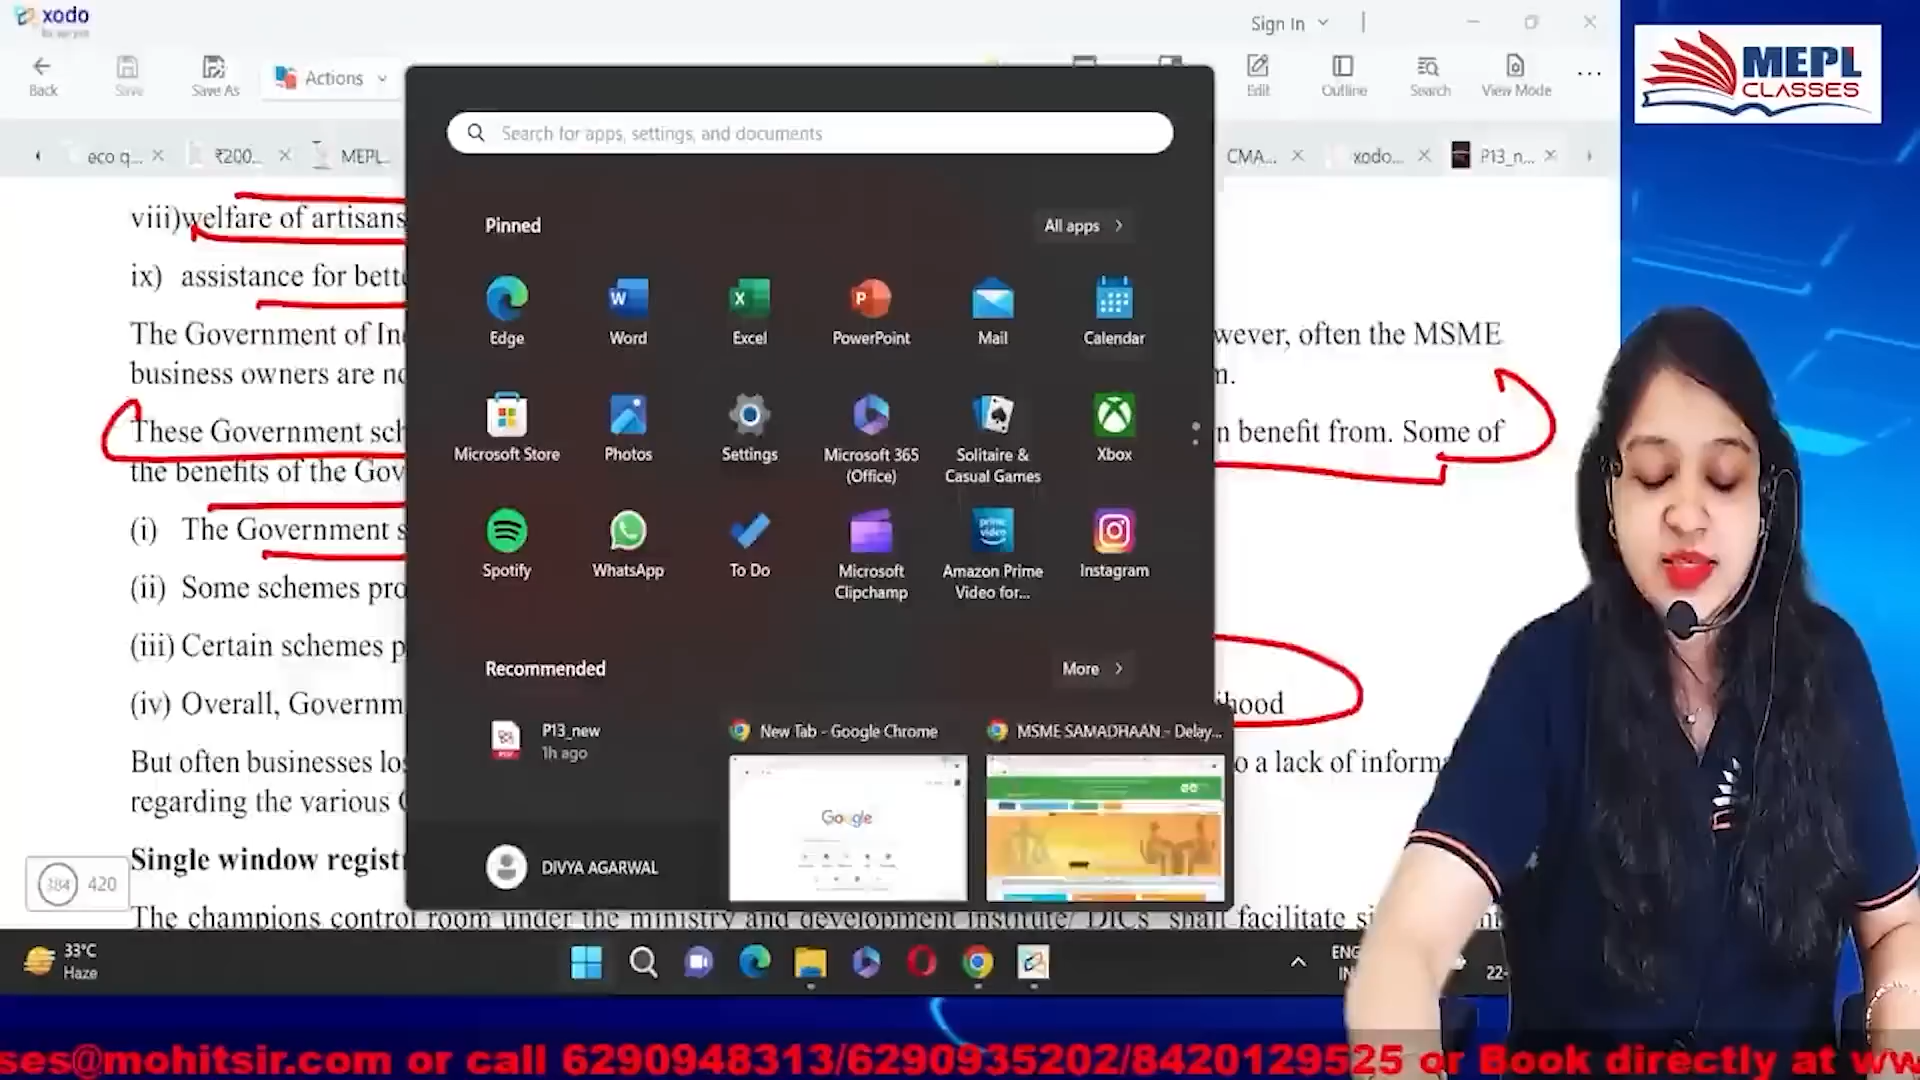 xodo
Sign In
Back
Save
Save As
Actions
Edit
Outline
Search
View Mode
MEPL
CLASSES
eco q...
₹200...
MEPL
CMA...
xodo...
P13_n...
Search for apps, settings, and documents
Pinned
All apps
Edge
Word
Excel
PowerPoint
Mail
Calendar
Microsoft Store
Photos
Settings
Microsoft 365
(Office)
Solitaire &
Casual Games
Xbox
Spotify
WhatsApp
To Do
Microsoft
Clipchamp
Amazon Prime
Video for...
Instagram
Recommended
More
P13_new
1h ago
New Tab - Google Chrome
MSME SAMADHAAN - Delay...
Google
DIVYA AGARWAL
viii)welfare of artisans
ix) assistance for bette
The Government of In
wever, often the MSME
business owners are no
n.
These Government sch
n benefit from. Some of
the benefits of the Gov
(i) The Government s
(ii) Some schemes pro
(iii) Certain schemes p
(iv) Overall, Governm
ihood
But often businesses lo
o a lack of inform
regarding the various
Single window regist
384 420
The champions control room under the ministry and development institute/ DICs shall facilitate si
33°C
Haze
ENG
IN
22-
ses@mohitsir.com or call 6290948313/6290935202/8420129525 or Book directly at ww